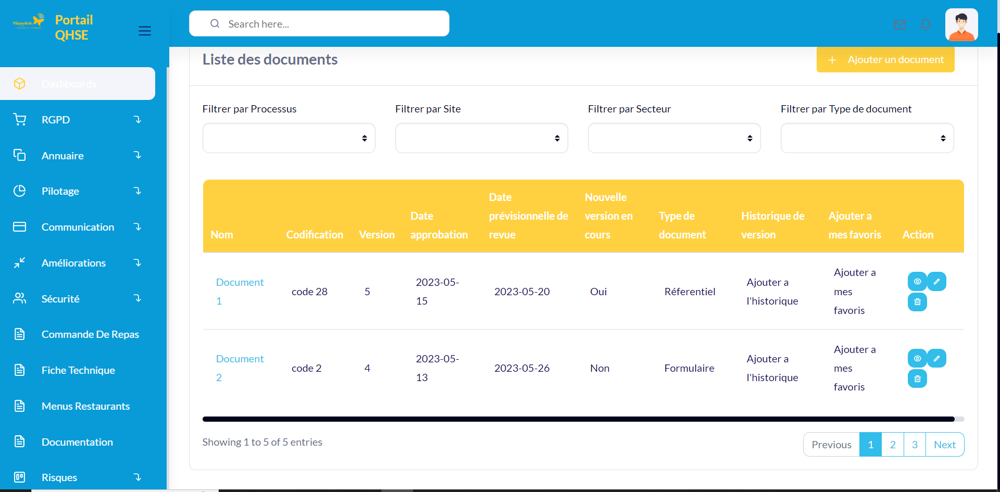 Päiperléck
Portail
QHSE
Search here...
Dashboards
RGPD
Annuaire
Pilotage
Communication
Améliorations
Sécurité
Commande De Repas
Fiche Technique
Menus Restaurants
Documentation
Risques
Liste des documents
+ Ajouter un document
Filtrer par Processus
Filtrer par Site
Filtrer par Secteur
Filtrer par Type de document
Nom
Codification
Version
Date
approbation
Date
prévisionnelle de
revue
Nouvelle
version en
cours
Type de
document
Historique de
version
Ajouter a
mes favoris
Action
Document
1
code 28
5
2023-05-
15
2023-05-20
Oui
Réferentiel
Ajouter a
l'historique
Ajouter a
mes
favoris
Document
2
code 2
4
2023-05-
13
2023-05-26
Non
Formulaire
Ajouter a
l'historique
Ajouter a
mes
favoris
Showing 1 to 5 of 5 entries
Previous 1 2 3 Next